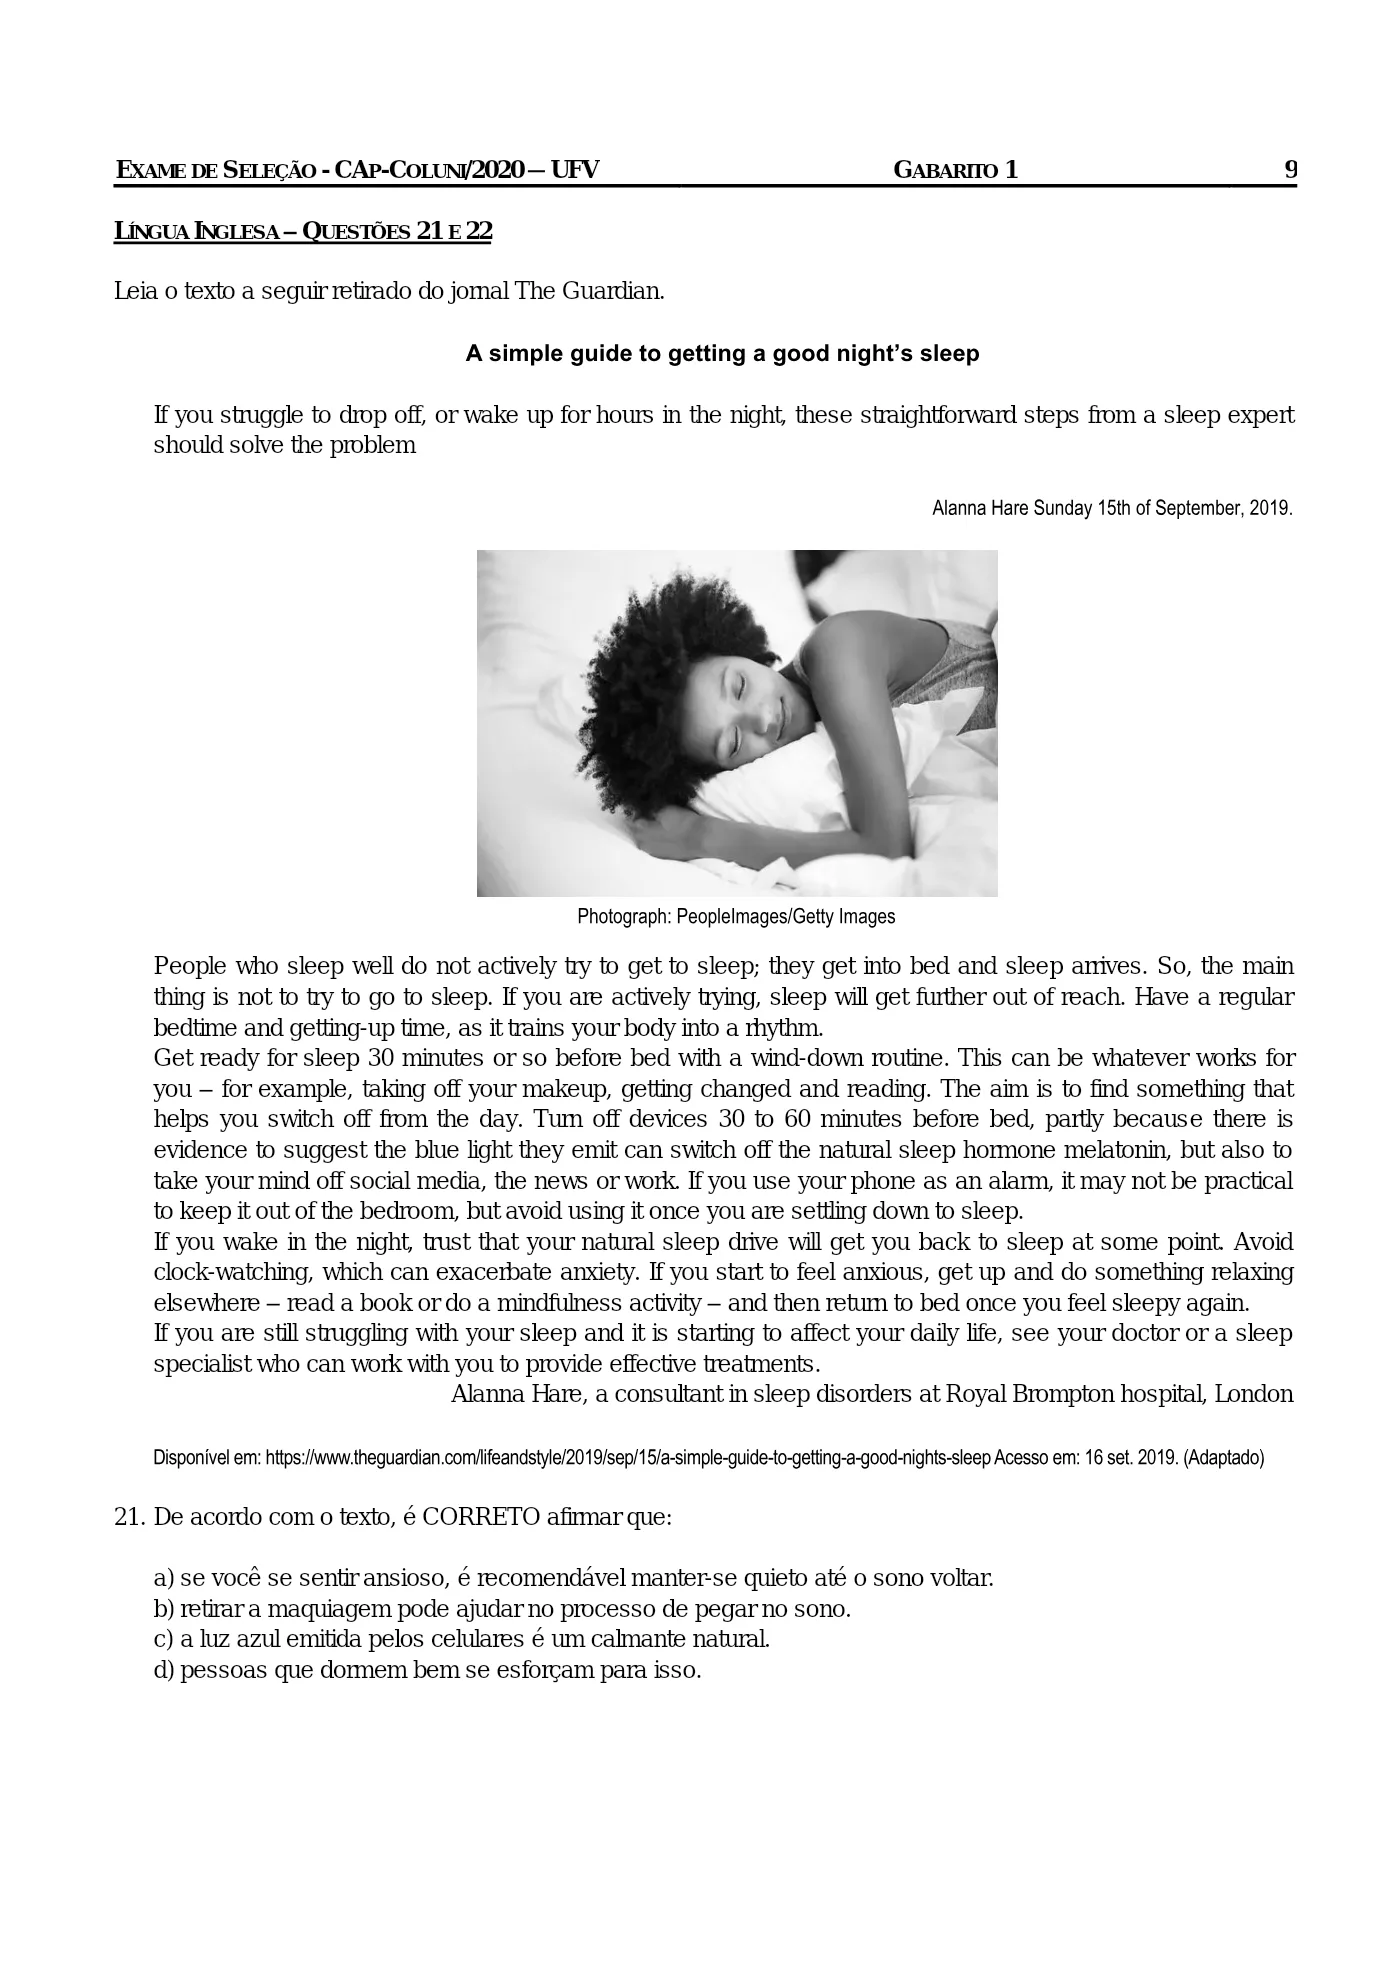 EXAME DE SELEÇÃO - CAP-COLUNI/2020 — UFV GABARITO 1 9
LÍNGUA INGLESA – QUESTÕES 21 E 22
Leia o texto a seguir retirado do jornal The Guardian.
A simple guide to getting a good night’s sleep
If you struggle to drop off, or wake up for hours in the night, these straightforward steps from a sleep expert
should solve the problem
Alanna Hare Sunday 15th of September, 2019.
Photograph: PeopleImages/Getty Images
People who sleep well do not actively try to get to sleep; they get into bed and sleep arrives. So, the main
thing is not to try to go to sleep. If you are actively trying, sleep will get further out of reach. Have a regular
bedtime and getting-up time, as it trains your body into a rhythm.
Get ready for sleep 30 minutes or so before bed with a wind-down routine. This can be whatever works for
you – for example, taking off your makeup, getting changed and reading. The aim is to find something that
helps you switch off from the day. Turn off devices 30 to 60 minutes before bed, partly because there is
evidence to suggest the blue light they emit can switch off the natural sleep hormone melatonin, but also to
take your mind off social media, the news or work. If you use your phone as an alarm, it may not be practical
to keep it out of the bedroom, but avoid using it once you are settling down to sleep.
If you wake in the night, trust that your natural sleep drive will get you back to sleep at some point. Avoid
clock-watching, which can exacerbate anxiety. If you start to feel anxious, get up and do something relaxing
elsewhere – read a book or do a mindfulness activity – and then return to bed once you feel sleepy again.
If you are still struggling with your sleep and it is starting to affect your daily life, see your doctor or a sleep
specialist who can work with you to provide effective treatments.
Alanna Hare, a consultant in sleep disorders at Royal Brompton hospital, London
Disponível em: https://www.theguardian.com/lifeandstyle/2019/sep/15/a-simple-guide-to-getting-a-good-nights-sleep Acesso em: 16 set. 2019. (Adaptado)
21. De acordo com o texto, é CORRETO afirmar que:
a) se você se sentir ansioso, é recomendável manter-se quieto até o sono voltar.
b) retirar a maquiagem pode ajudar no processo de pegar no sono.
c) a luz azul emitida pelos celulares é um calmante natural.
d) pessoas que dormem bem se esforçam para isso.